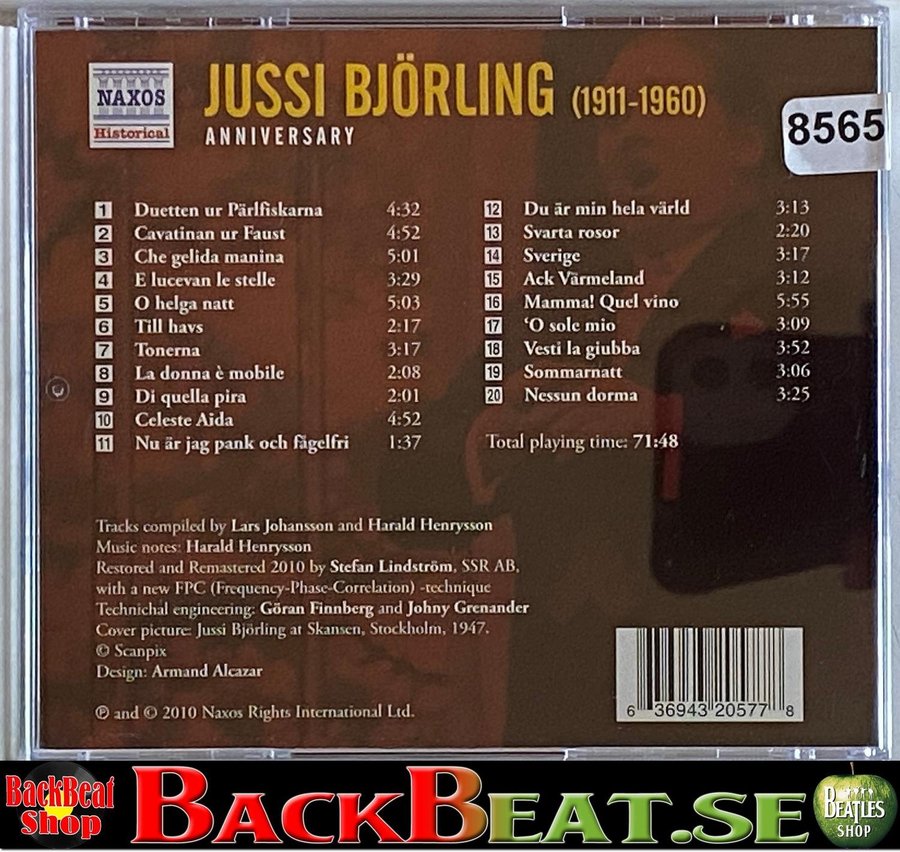 NAXOS
Historical
JUSSI BJÖRLING (1911-1960)
ANNIVERSARY
8565
1 Duetten ur Pärlfiskarna 4:32
2 Cavatinan ur Faust 4:52
3 Che gelida manina 5:01
4 E lucevan le stelle 3:29
5 O helga natt 5:03
6 Till havs 2:17
7 Tonerna 3:17
8 La donna è mobile 2:08
9 Di quella pira 2:01
10 Celeste Aida 4:52
11 Nu är jag pank och fågelfri 1:37
12 Du är min hela värld 3:13
13 Svarta rosor 2:20
14 Sverige 3:17
15 Ack Värmeland 3:12
16 Mamma! Quel vino 5:55
17 ‘O sole mio 3:09
18 Vesti la giubba 3:52
19 Sommarnatt 3:06
20 Nessun dorma 3:25
Total playing time: 71:48
Tracks compiled by Lars Johansson and Harald Henrysson
Music notes: Harald Henrysson
Restored and Remastered 2010 by Stefan Lindström, SSR AB,
with a new FPC (Frequency-Phase-Correlation) -technique
Technichal engineering: Göran Finnberg and Johny Grenander
Cover picture: Jussi Björling at Skansen, Stockholm, 1947.
© Scanpix
Design: Armand Alcazar
℗ and © 2010 Naxos Rights International Ltd.
6 36943 20577 8
BackBeat
Shop
BACKBEAT.SE
BEATLES
SHOP